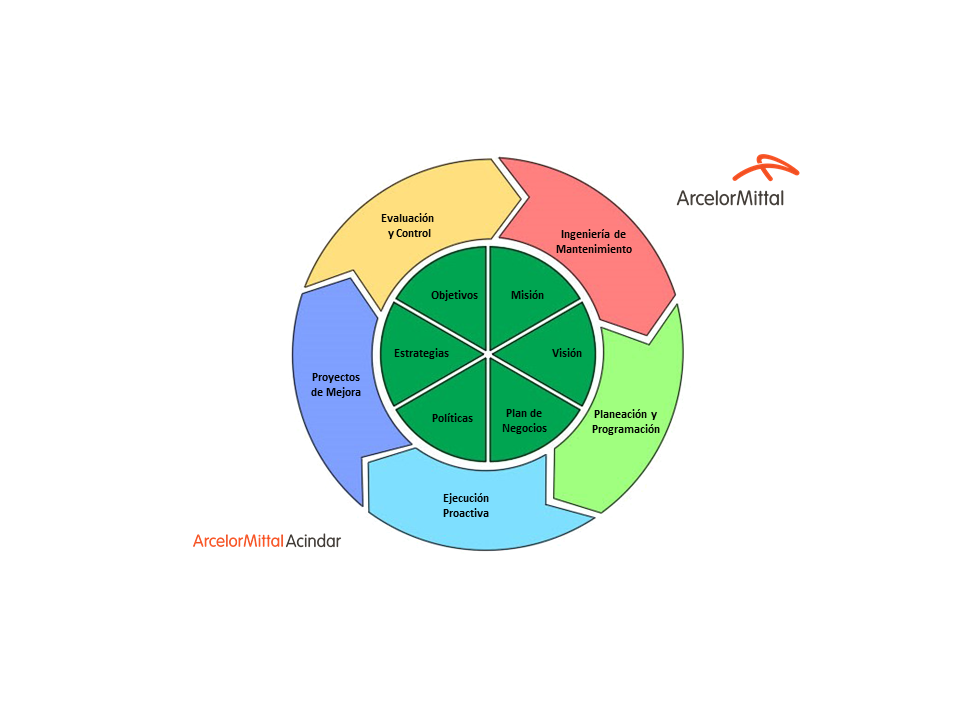 ArcelorMittal
Evaluación
y Control
Ingeniería de
Mantenimiento
Objetivos
Misión
Estrategias
Visión
Proyectos
de Mejora
Políticas
Plan de
Negocios
Planeación y
Programación
Ejecución
Proactiva
ArcelorMittal Acindar